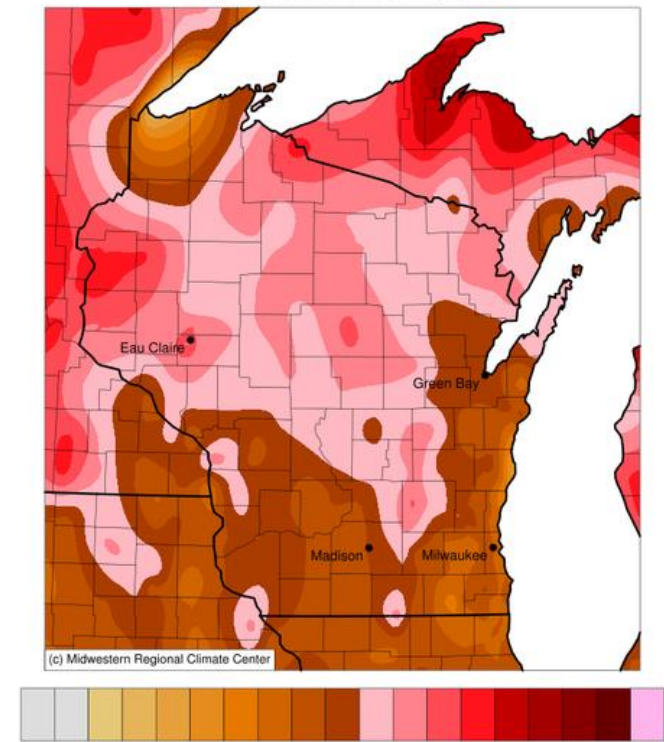 Eau Claire
Green Bay
Madison
Milwaukee
(c) Midwestern Regional Climate Center